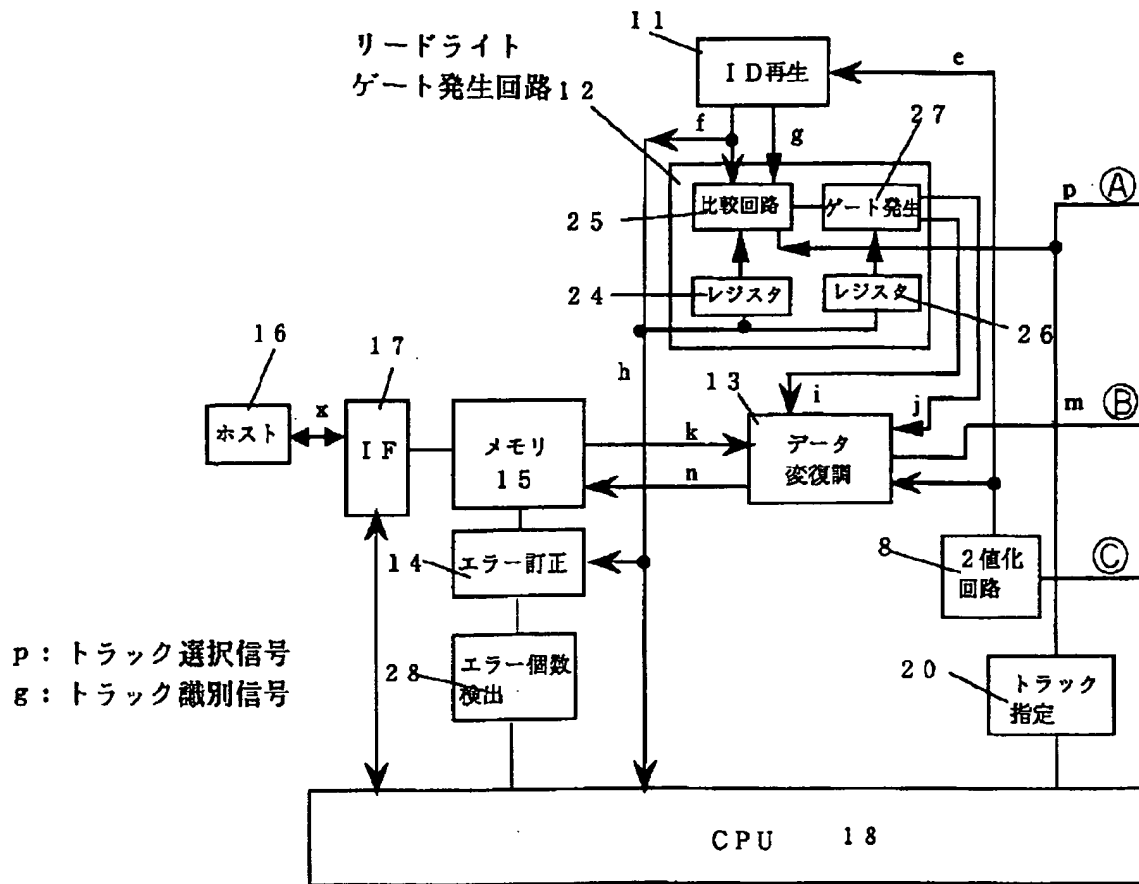 11
リードライト
ゲート発生回路12
ID再生
e
27
f
g
p Ⓐ
25
比較回路
ゲート発生
24
レジスタ
レジスタ
26
16
17
h
13
i
j
m Ⓑ
ホスト
x
IF
メモリ
15
k
n
データ
変復調
14
エラー訂正
8
2値化
回路
Ⓒ
p:トラック選択信号
g:トラック識別信号
28
エラー個数
検出
20
トラック
指定
CPU 18